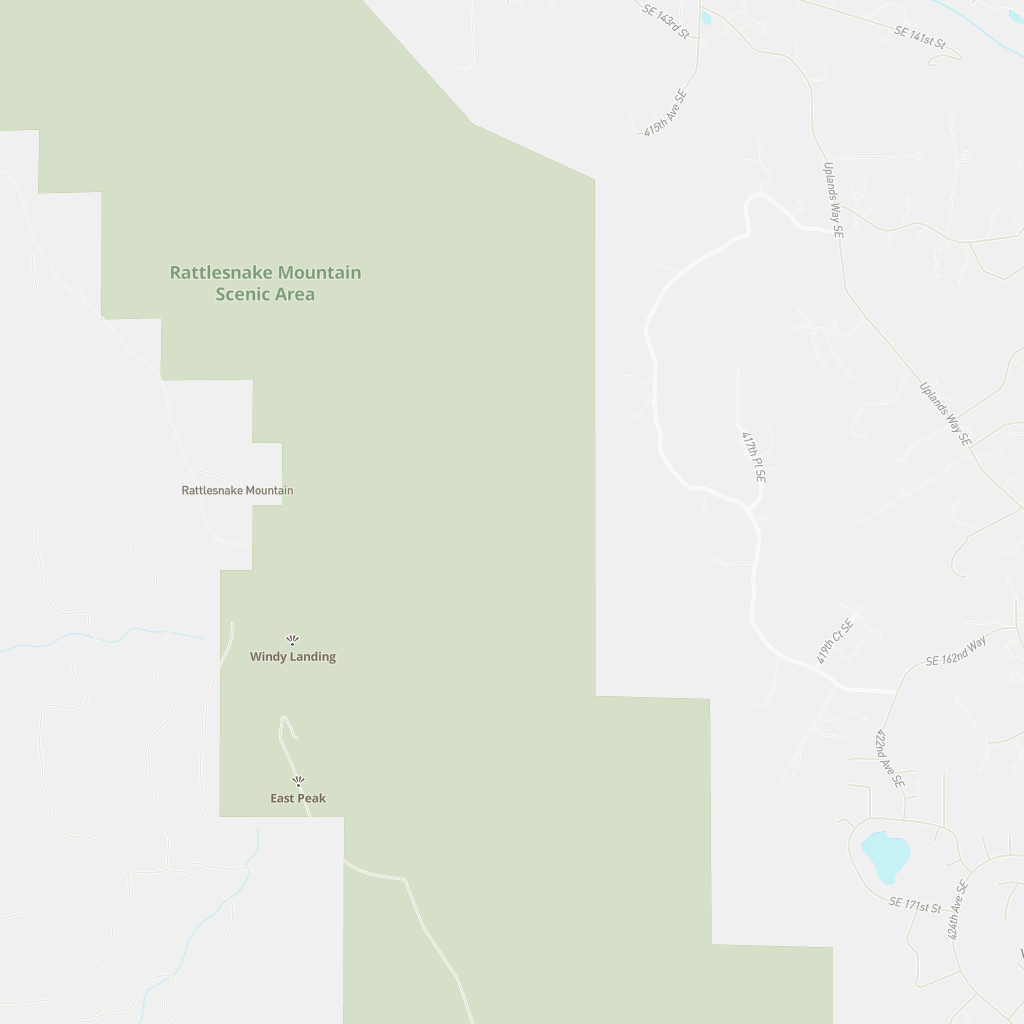 SE 143rd St
SE 141st St
415th Ave SE
Uplands Way SE
Rattlesnake Mountain
Scenic Area
Uplands Way SE
417th Pl SE
Rattlesnake Mountain
419th Ct SE
SE 162nd Way
Windy Landing
422nd Ave SE
East Peak
SE 171st St
424th Ave SE